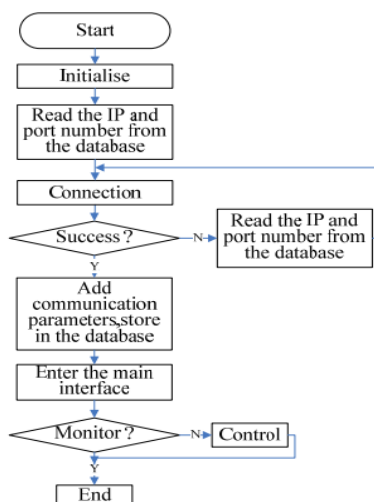 Start
Initialise
Read the IP and
port number from
the database
Connection
Success?
N
Read the IP and
port number from
the database
Y
Add
communication
parameters,store
in the database
Enter the main
interface
Monitor?
N
Control
Y
End